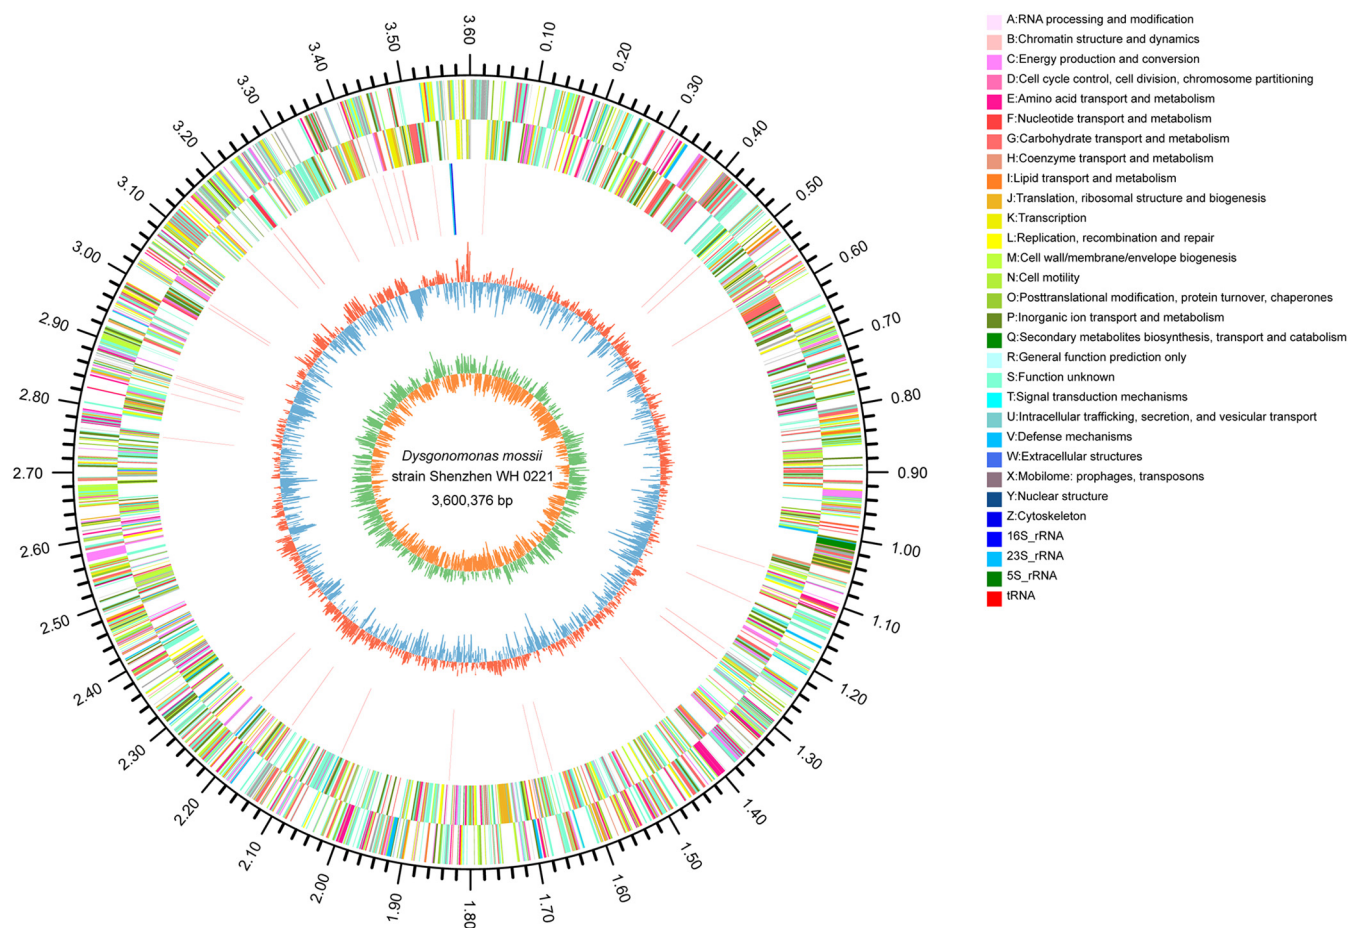 3.60
0.10
0.20
0.30
0.40
0.50
0.60
0.70
0.80
0.90
1.00
1.10
1.20
1.30
1.40
1.50
1.60
1.70
1.80
1.90
2.00
2.10
2.20
2.30
2.40
2.50
2.60
2.70
2.80
2.90
3.00
3.10
3.20
3.30
3.40
3.50
Dysgonomonas mossii
strain Shenzhen WH 0221
3,600,376 bp
A:RNA processing and modification
B:Chromatin structure and dynamics
C:Energy production and conversion
D:Cell cycle control, cell division, chromosome partitioning
E:Amino acid transport and metabolism
F:Nucleotide transport and metabolism
G:Carbohydrate transport and metabolism
H:Coenzyme transport and metabolism
I:Lipid transport and metabolism
J:Translation, ribosomal structure and biogenesis
K:Transcription
L:Replication, recombination and repair
M:Cell wall/membrane/envelope biogenesis
N:Cell motility
O:Posttranslational modification, protein turnover, chaperones
P:Inorganic ion transport and metabolism
Q:Secondary metabolites biosynthesis, transport and catabolism
R:General function prediction only
S:Function unknown
T:Signal transduction mechanisms
U:Intracellular trafficking, secretion, and vesicular transport
V:Defense mechanisms
W:Extracellular structures
X:Mobilome: prophages, transposons
Y:Nuclear structure
Z:Cytoskeleton
16S_rRNA
23S_rRNA
5S_rRNA
tRNA